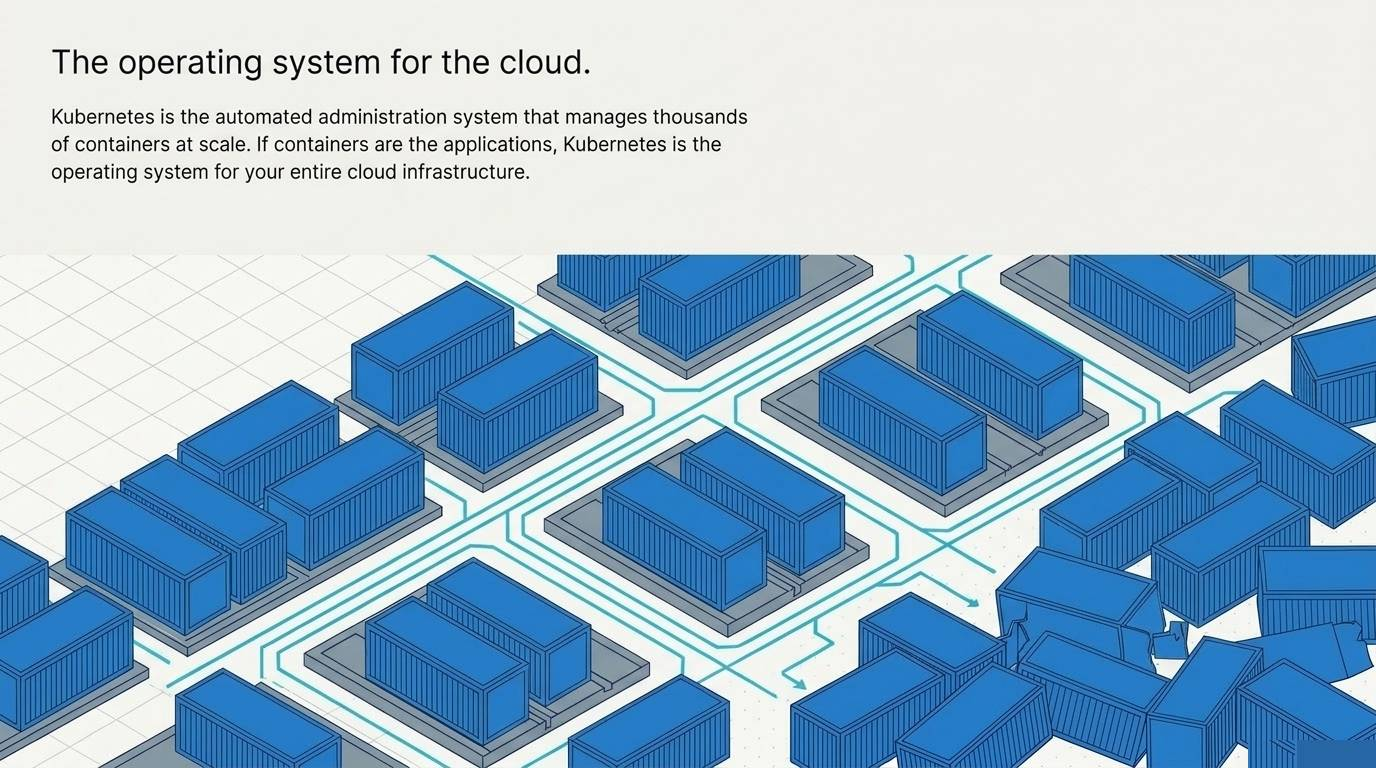 The operating system for the cloud.
Kubernetes is the automated administration system that manages thousands
of containers at scale. If containers are the applications, Kubernetes is the
operating system for your entire cloud infrastructure.